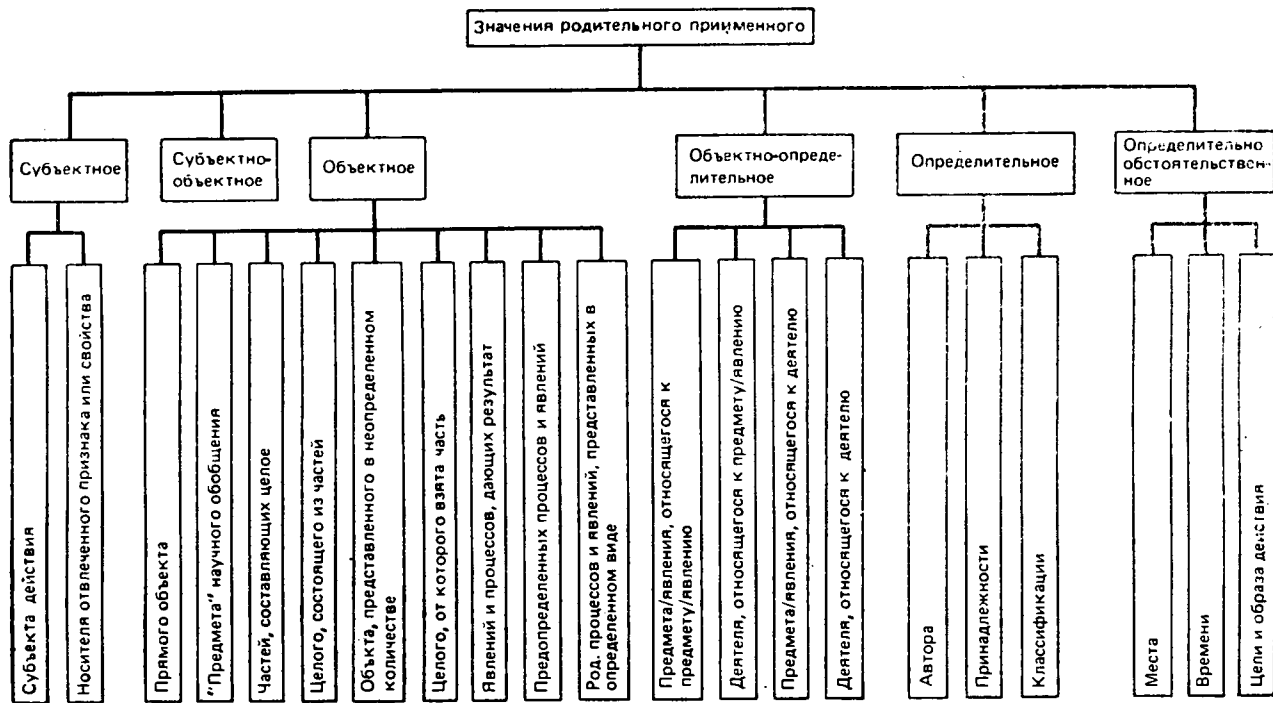 Значения родительного приименного
Субъектное
Субъектно-
объектное
Объектное
Объектно-опреде-
лительное
Определительное
Определительно
обстоятельствен-
ное
Субъекта действия
Носителя отвлеченного признака или свойства
Прямого объекта
"Предмета" научного обобщения
Частей, составляющих целое
Целого, состоящего из частей
Объекта, представленного в неопределенном
количестве
Целого, от которого взята часть
Явлений и процессов, дающих результат
Предопределенных процессов и явлений
Род. процессов и явлений, представленных в
определенном виде
Предмета/явления, относящегося к
предмету/явлению
Деятеля, относящегося к предмету/явлению
Предмета/явления, относящегося к деятелю
Деятеля, относящегося к деятелю
Автора
Принадлежности
Классификации
Места
Времени
Цели и образа действия